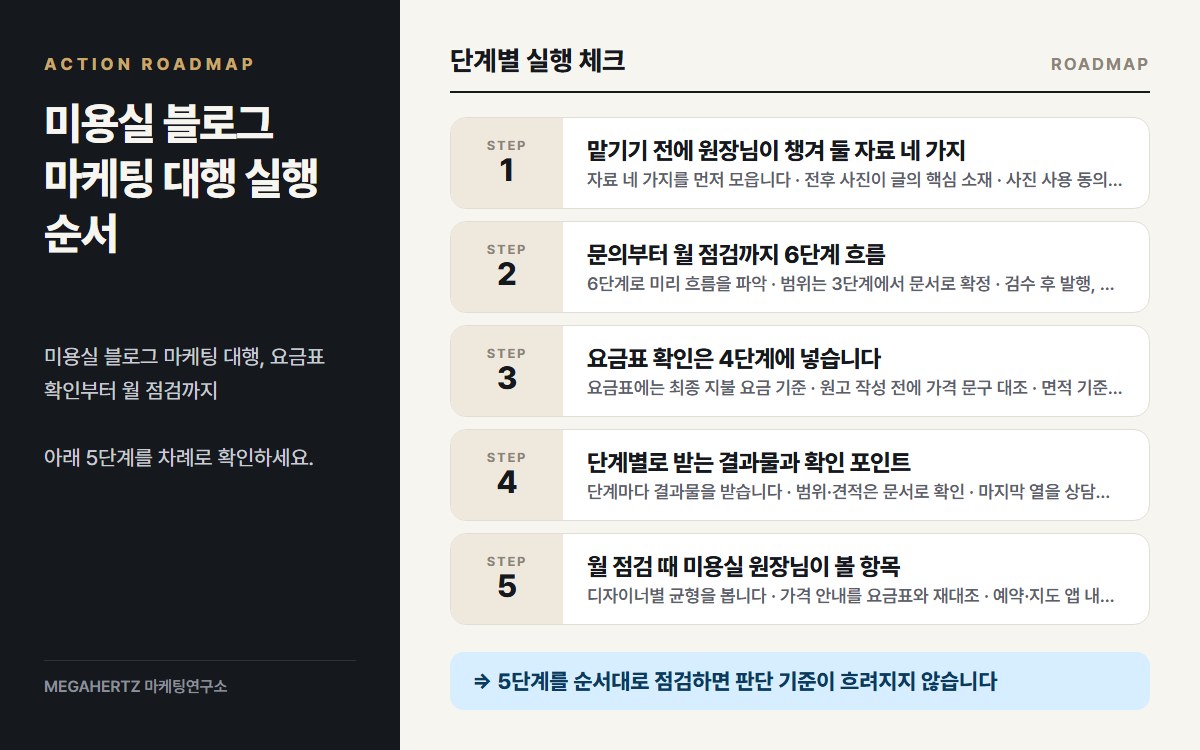 ACTION ROADMAP
미용실 블로그
마케팅 대행 실행
순서
미용실 블로그 마케팅 대행, 요금표
확인부터 월 점검까지
아래 5단계를 차례로 확인하세요.
MEGAHERTZ 마케팅연구소
단계별 실행 체크
ROADMAP
STEP
1
맡기기 전에 원장님이 챙겨 둘 자료 네 가지
자료 네 가지를 먼저 모읍니다 · 전후 사진이 글의 핵심 소재 · 사진 사용 동의...
STEP
2
문의부터 월 점검까지 6단계 흐름
6단계로 미리 흐름을 파악 · 범위는 3단계에서 문서로 확정 · 검수 후 발행, ...
STEP
3
요금표 확인은 4단계에 넣습니다
요금표에는 최종 지불 요금 기준 · 원고 작성 전에 가격 문구 대조 · 면적 기준...
STEP
4
단계별로 받는 결과물과 확인 포인트
단계마다 결과물을 받습니다 · 범위·견적은 문서로 확인 · 마지막 열을 상담...
STEP
5
월 점검 때 미용실 원장님이 볼 항목
디자이너별 균형을 봅니다 · 가격 안내를 요금표와 재대조 · 예약·지도 앱 내...
⇒ 5단계를 순서대로 점검하면 판단 기준이 흐려지지 않습니다